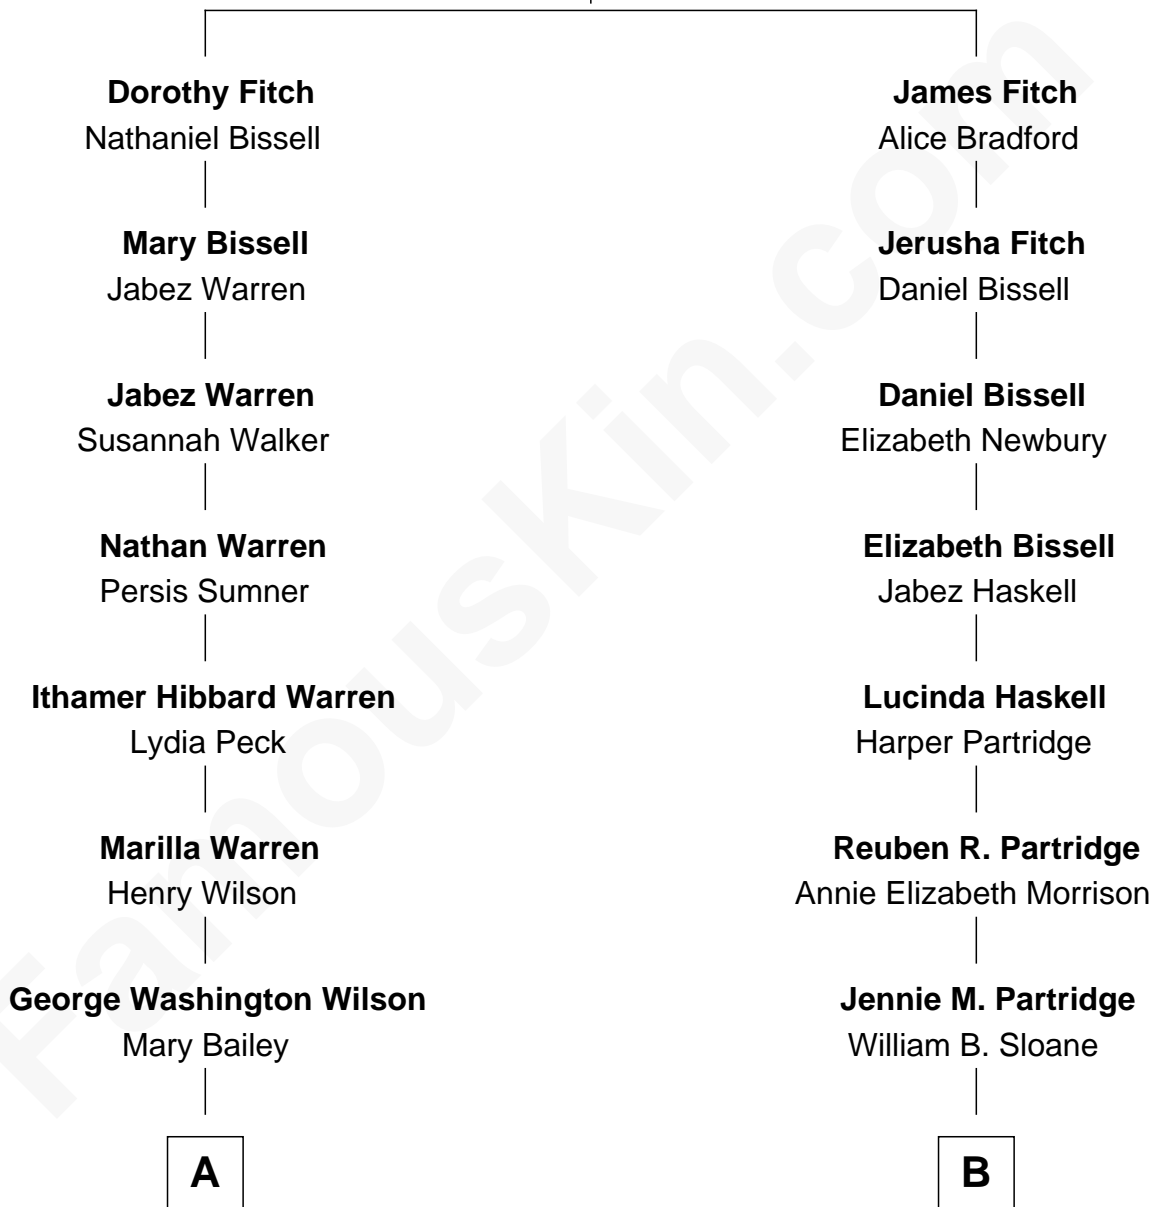 Dorothy Fitch
Nathaniel Bissell
Mary Bissell
Jabez Warren
Jabez Warren
Susannah Walker
Nathan Warren
Persis Sumner
Ithamer Hibbard Warren
Lydia Peck
Marilla Warren
Henry Wilson
George Washington Wilson
Mary Bailey
A
James Fitch
Alice Bradford
Jerusha Fitch
Daniel Bissell
Daniel Bissell
Elizabeth Newbury
Elizabeth Bissell
Jabez Haskell
Lucinda Haskell
Harper Partridge
Reuben R. Partridge
Annie Elizabeth Morrison
Jennie M. Partridge
William B. Sloane
B
FamousKin.com